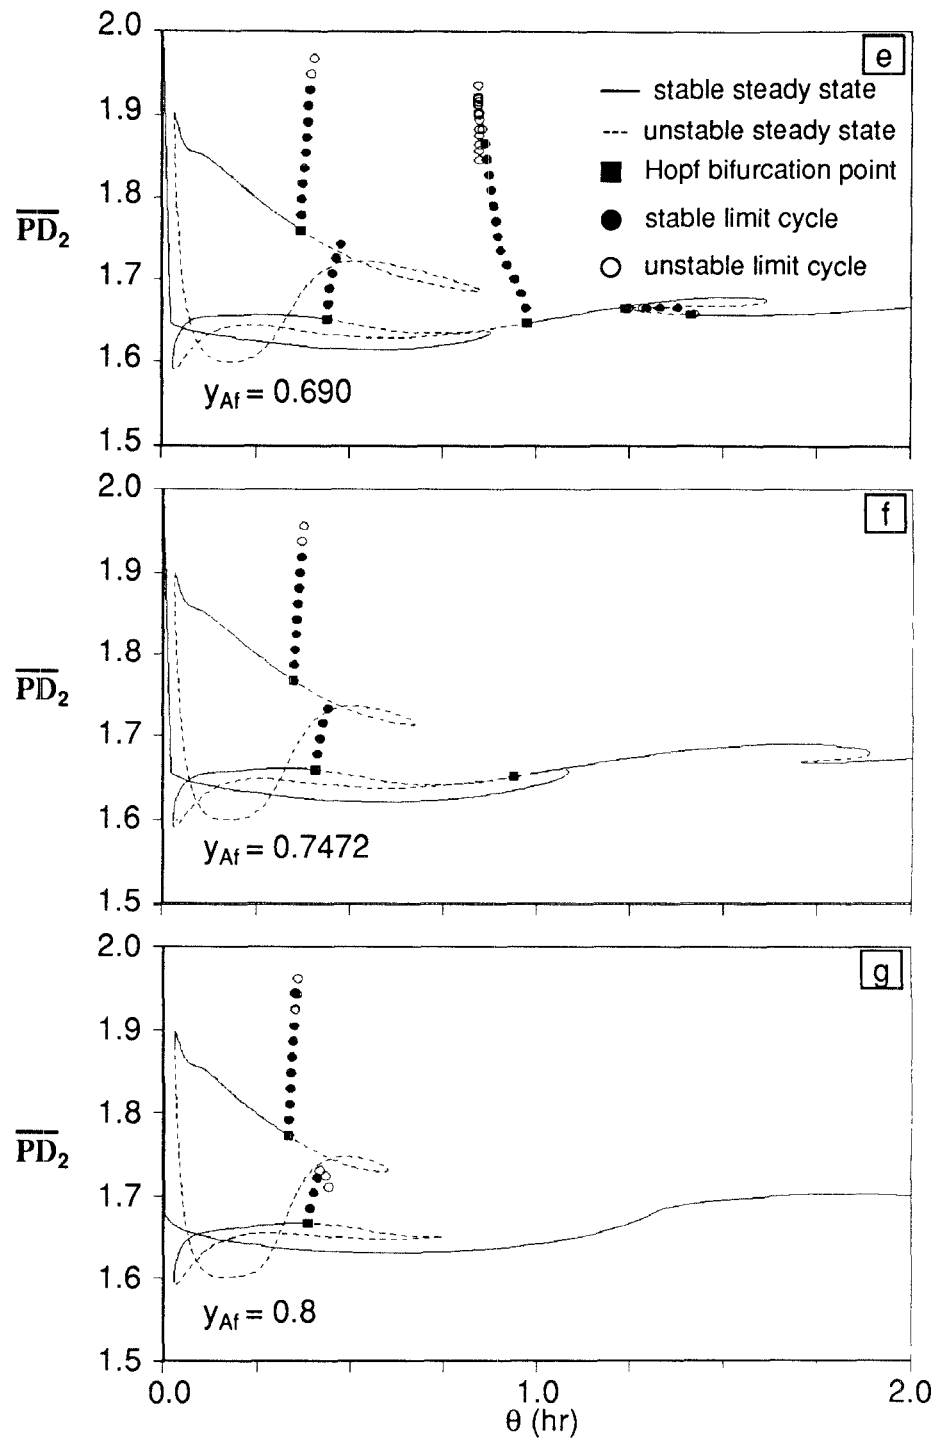 2.0
e
1.9
stable steady state
unstable steady state
1.8
Hopf bifurcation point
PD₂
stable limit cycle
1.7
unstable limit cycle
1.6
y_Af = 0.690
1.5
2.0
f
1.9
1.8
PD₂
1.7
1.6
y_Af = 0.7472
1.5
2.0
g
1.9
1.8
PD₂
1.7
1.6
y_Af = 0.8
1.5
0.0 1.0 2.0
θ (hr)